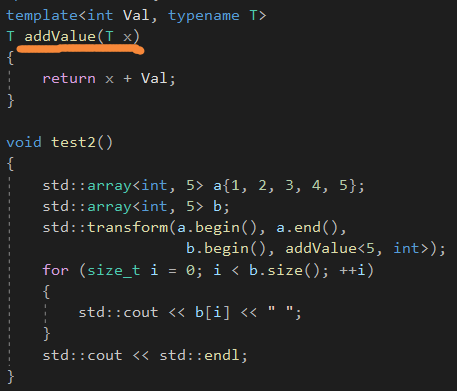 template<int Val, typename T>
T addValue(T x)
{
    return x + Val;
}

void test2()
{
    std::array<int, 5> a{1, 2, 3, 4, 5};
    std::array<int, 5> b;
    std::transform(a.begin(), a.end(),
                   b.begin(), addValue<5, int>);
    for (size_t i = 0; i < b.size(); ++i)
    {
        std::cout << b[i] << " ";
    }
    std::cout << std::endl;
}